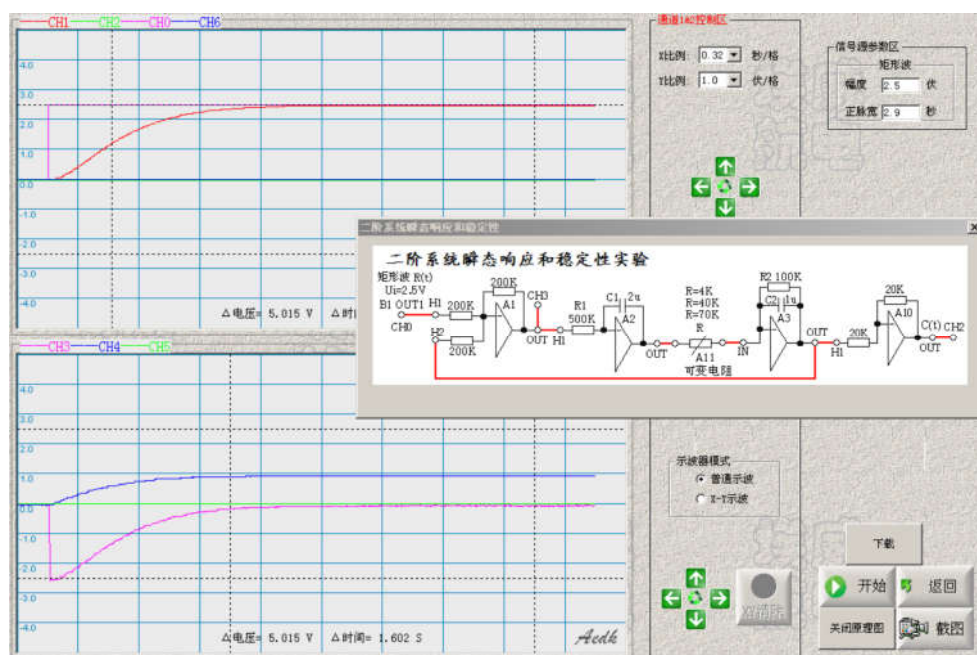 CH1 CH2 CH0 CH6
4.0
3.0
2.0
1.0
0.0
-1.0
-2.0
-3.0
-4.0
△电压= 5.015 V
通道1&2控制区
X比例: 0.32 秒/格
Y比例: 1.0 伏/格
信号源参数区
矩形波
幅度 2.5 伏
正脉宽 2.9 秒
二阶系统瞬态响应和稳定性
二阶系统瞬态响应和稳定性实验
矩形波 R(t)
Ui=2.5V
B1 OUT1 H1
CH0
200K
200K
A1
H2
200K
CH3
OUT
H1
R1
500K
C1
2u
A2
OUT
R=4K
R=40K
R=70K
R
A11
可变电阻
IN
R2 100K
C2
1u
A3
OUT
H1
20K
20K
A10
C(t) CH2
OUT
CH3 CH4 CH5
4.0
3.0
2.0
1.0
0.0
-1.0
-2.0
-3.0
-4.0
△电压= 5.015 V △时间= 1.602 S
Aedk
示波器模式
普通示波
X-Y示波
下载
开始
返回
关闭原理图
截图